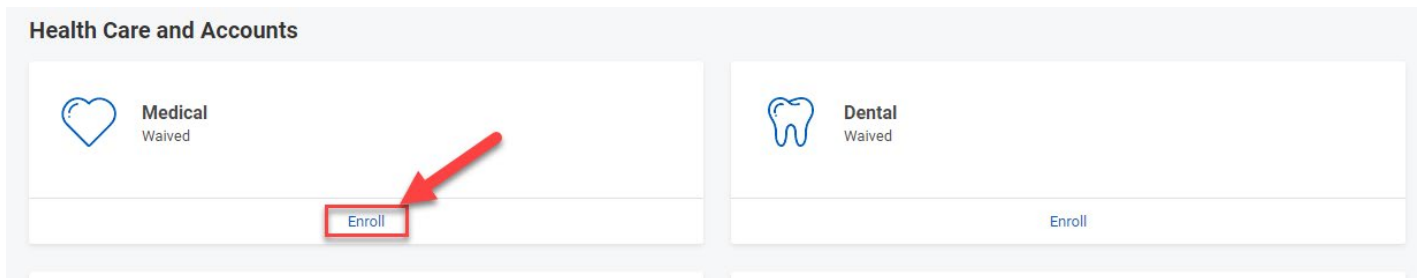 Health Care and Accounts
Medical
Waived
Enroll
Dental
Waived
Enroll